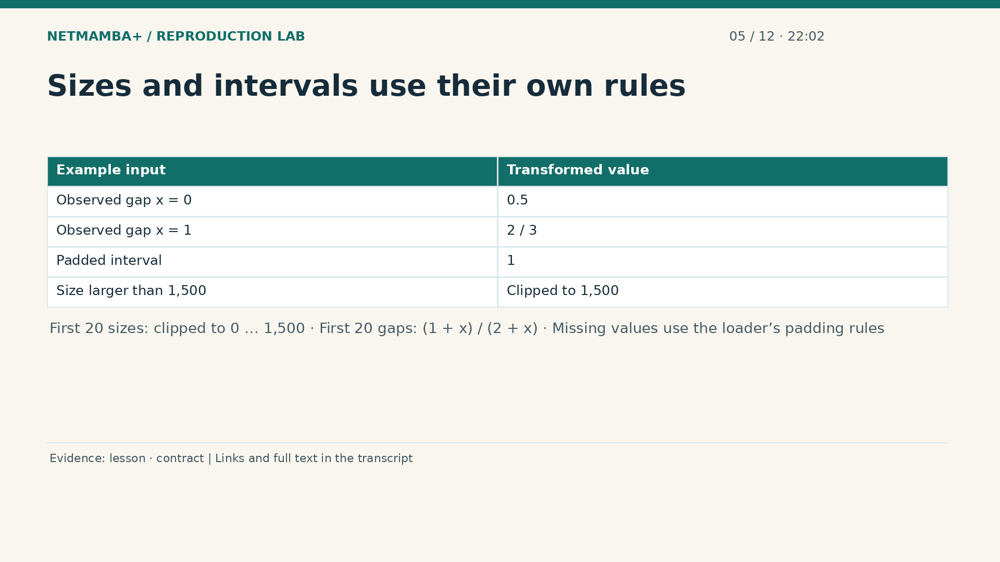 NETMAMBA+ / REPRODUCTION LAB
05 / 12 · 22:02
Sizes and intervals use their own rules
Example input
Transformed value
Observed gap x = 0
0.5
Observed gap x = 1
2 / 3
Padded interval
1
Size larger than 1,500
Clipped to 1,500
First 20 sizes: clipped to 0 … 1,500 · First 20 gaps: (1 + x) / (2 + x) · Missing values use the loader’s padding rules
Evidence: lesson · contract | Links and full text in the transcript